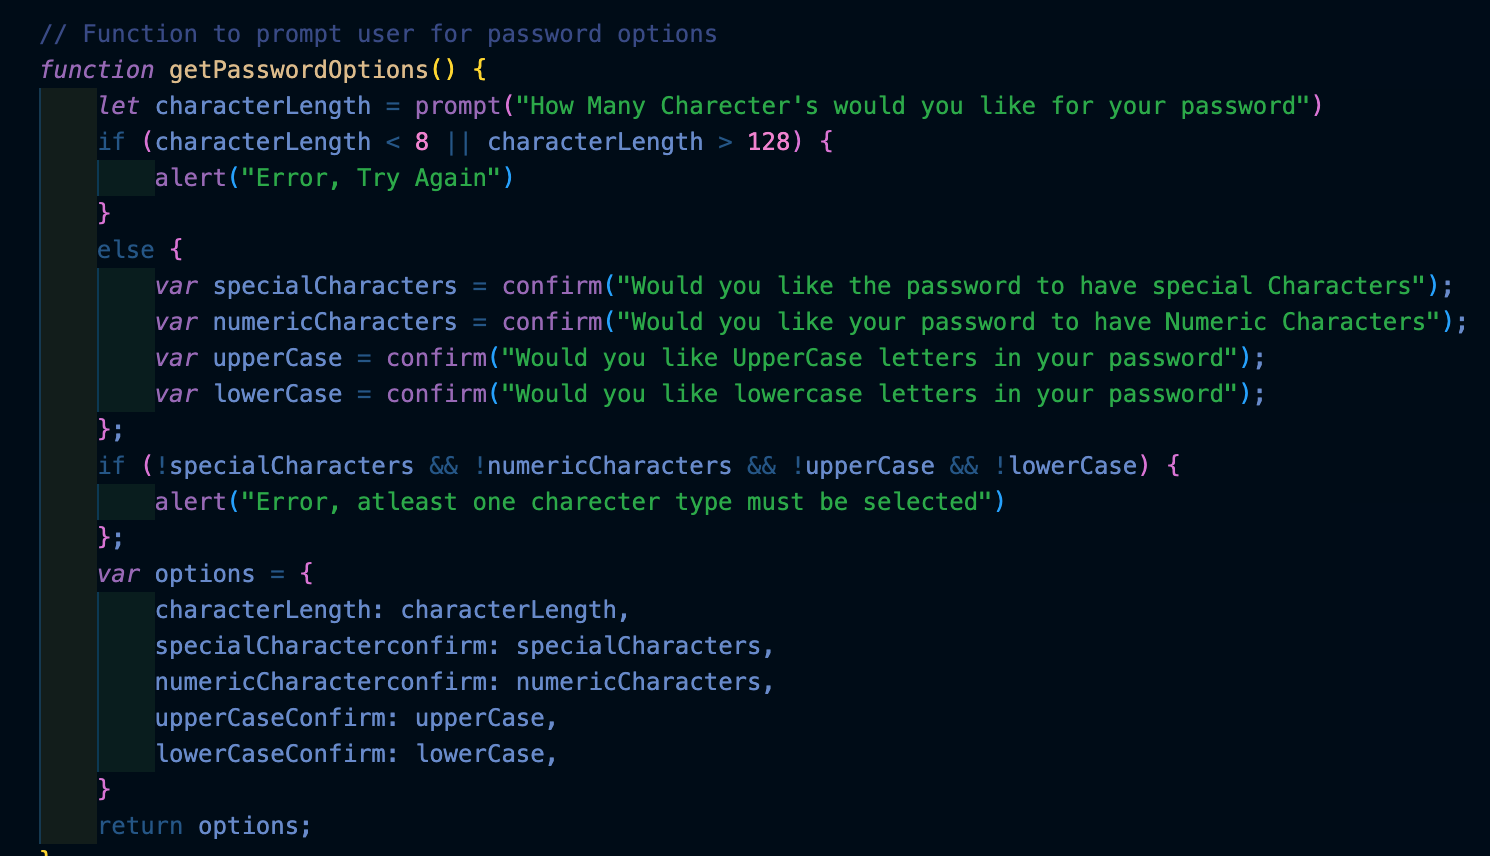 // Function to prompt user for password options
function getPasswordOptions() {
let characterLength = prompt("How Many Charecter's would you like for your password")
if (characterLength < 8 || characterLength > 128) {
alert("Error, Try Again")
}
else {
var specialCharacters = confirm("Would you like the password to have special Characters");
var numericCharacters = confirm("Would you like your password to have Numeric Characters");
var upperCase = confirm("Would you like UpperCase letters in your password");
var lowerCase = confirm("Would you like lowercase letters in your password");
};
if (!specialCharacters && !numericCharacters && !upperCase && !lowerCase) {
alert("Error, atleast one charecter type must be selected")
};
var options = {
characterLength: characterLength,
specialCharacterconfirm: specialCharacters,
numericCharacterconfirm: numericCharacters,
upperCaseConfirm: upperCase,
lowerCaseConfirm: lowerCase,
}
return options;
}